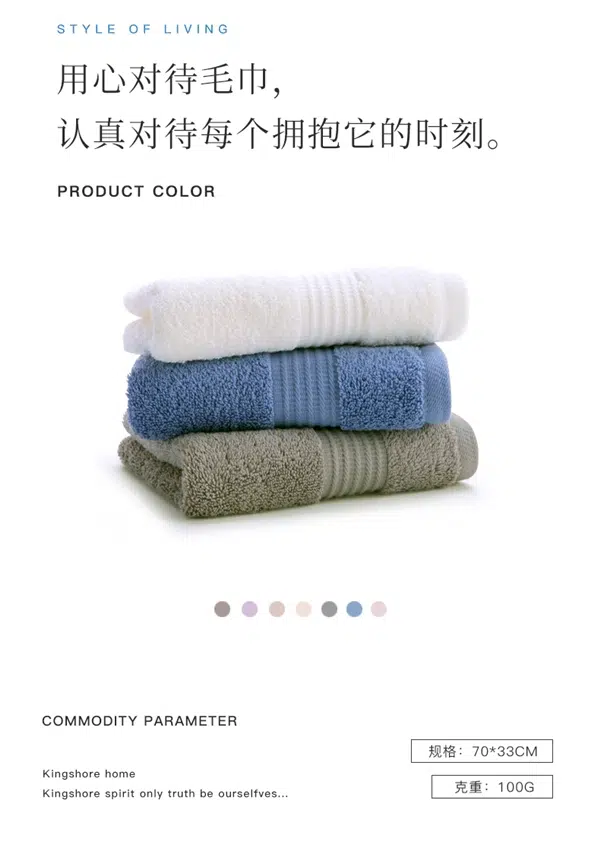 STYLE OF LIVING
用心对待毛巾，
认真对待每个拥抱它的时刻。
PRODUCT COLOR
COMMODITY PARAMETER
规格：70*33CM
Kingshore home
克重：100G
Kingshore spirit only truth be ourselfves...